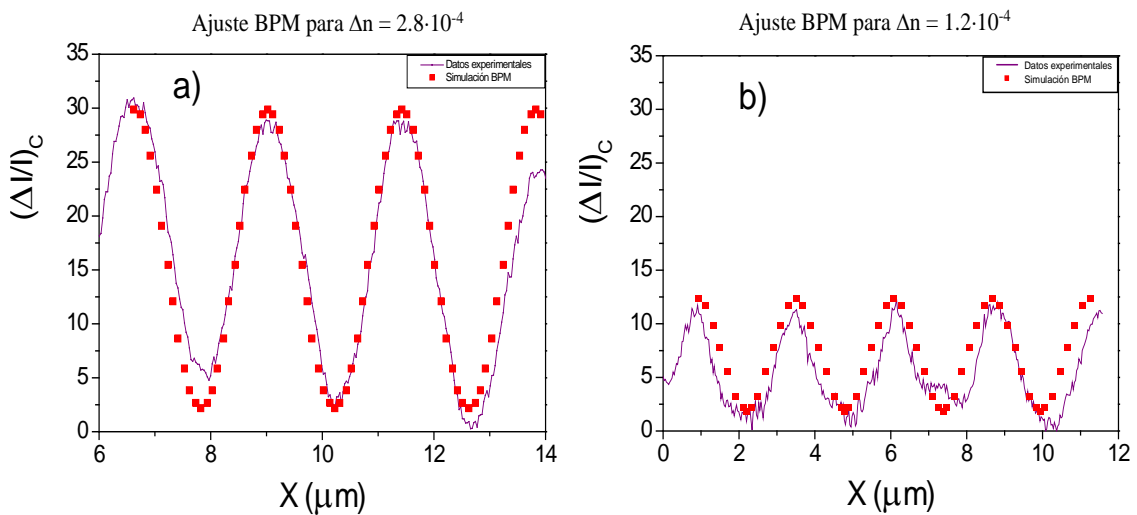 Ajuste BPM para Δn = 2.8·10⁻⁴
35
30
25
20
15
10
5
0
(Δ I/I)C
a)
Datos experimentales
Simulación BPM
6
8
10
12
14
X (μm)
Ajuste BPM para Δn = 1.2·10⁻⁴
35
30
25
20
15
10
5
0
(Δ I/I)C
b)
Datos experimentales
Simulación BPM
0
2
4
6
8
10
12
X (μm)